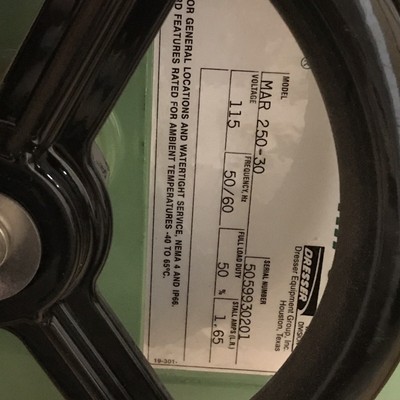 DRESSER
DIVISION
Dresser Equipment Group, Inc.
Houston, Texas
MODEL
MAR 250-30
SERIAL NUMBER
5059930201
VOLTAGE
115
FREQUENCY, Hz
50/60
FULL LOAD DUTY
50 %
STALL AMPS (L.R.)
1.65
OR GENERAL LOCATIONS AND WATERTIGHT SERVICE, NEMA 4 AND IP66,
RD FEATURES RATED FOR AMBIENT TEMPERATURES -40 TO 65°C.
19-301-